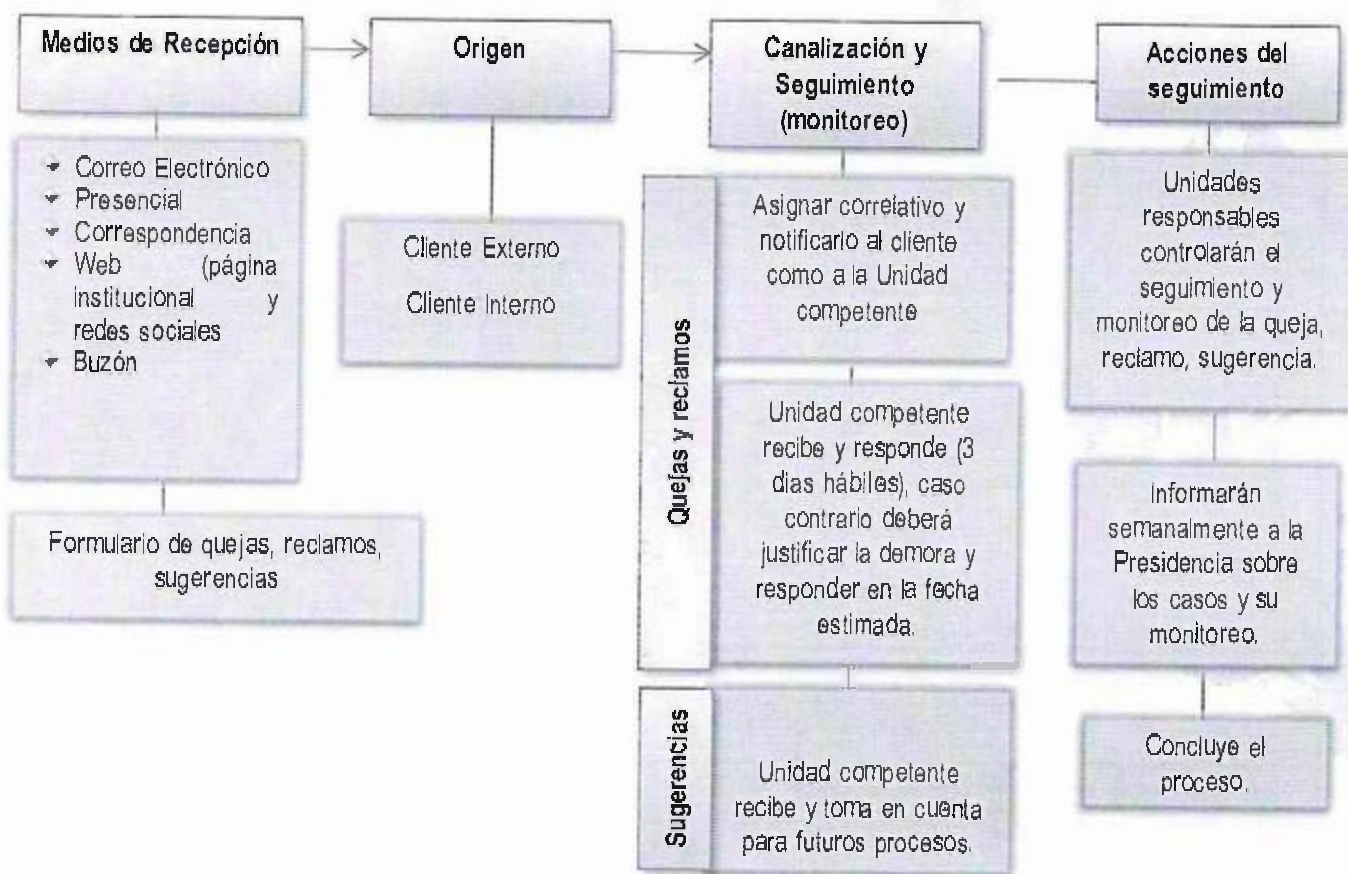 Medios de Recepción
Origen
Canalización y
Seguimiento
(monitoreo)
Acciones del
seguimiento
Correo Electrónico
Presencial
Correspondencia
Web (página
institucional y
redes sociales
Buzón
Formulario de quejas, reclamos,
sugerencias
Cliente Externo
Cliente Interno
Quejas y reclamos
Asignar correlativo y
notificarlo al cliente
como a la Unidad
competente
Unidad competente
recibe y responde (3
dias hábiles), caso
contrario deberá
justificar la demora y
responder en la fecha
estimada.
Sugerencias
Unidad competente
recibe y toma en cuenta
para futuros procesos.
Unidades
responsables
controlarán el
seguimiento y
monitoreo de la queja,
reclamo, sugerencia.
Informarán
semanalmente a la
Presidencia sobre
los casos y su
monitoreo.
Concluye el
proceso.